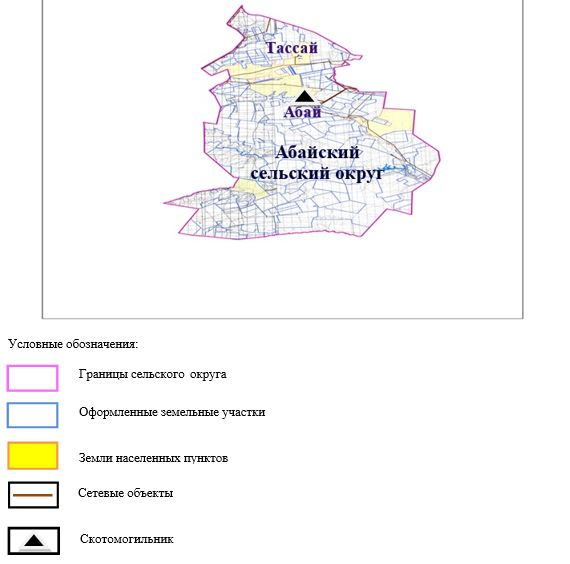 Тассай
Абай
Абайский
сельский округ
Условные обозначения:
Границы сельского округа
Оформленные земельные участки
Земли населенных пунктов
Сетевые объекты
Скотомогильник